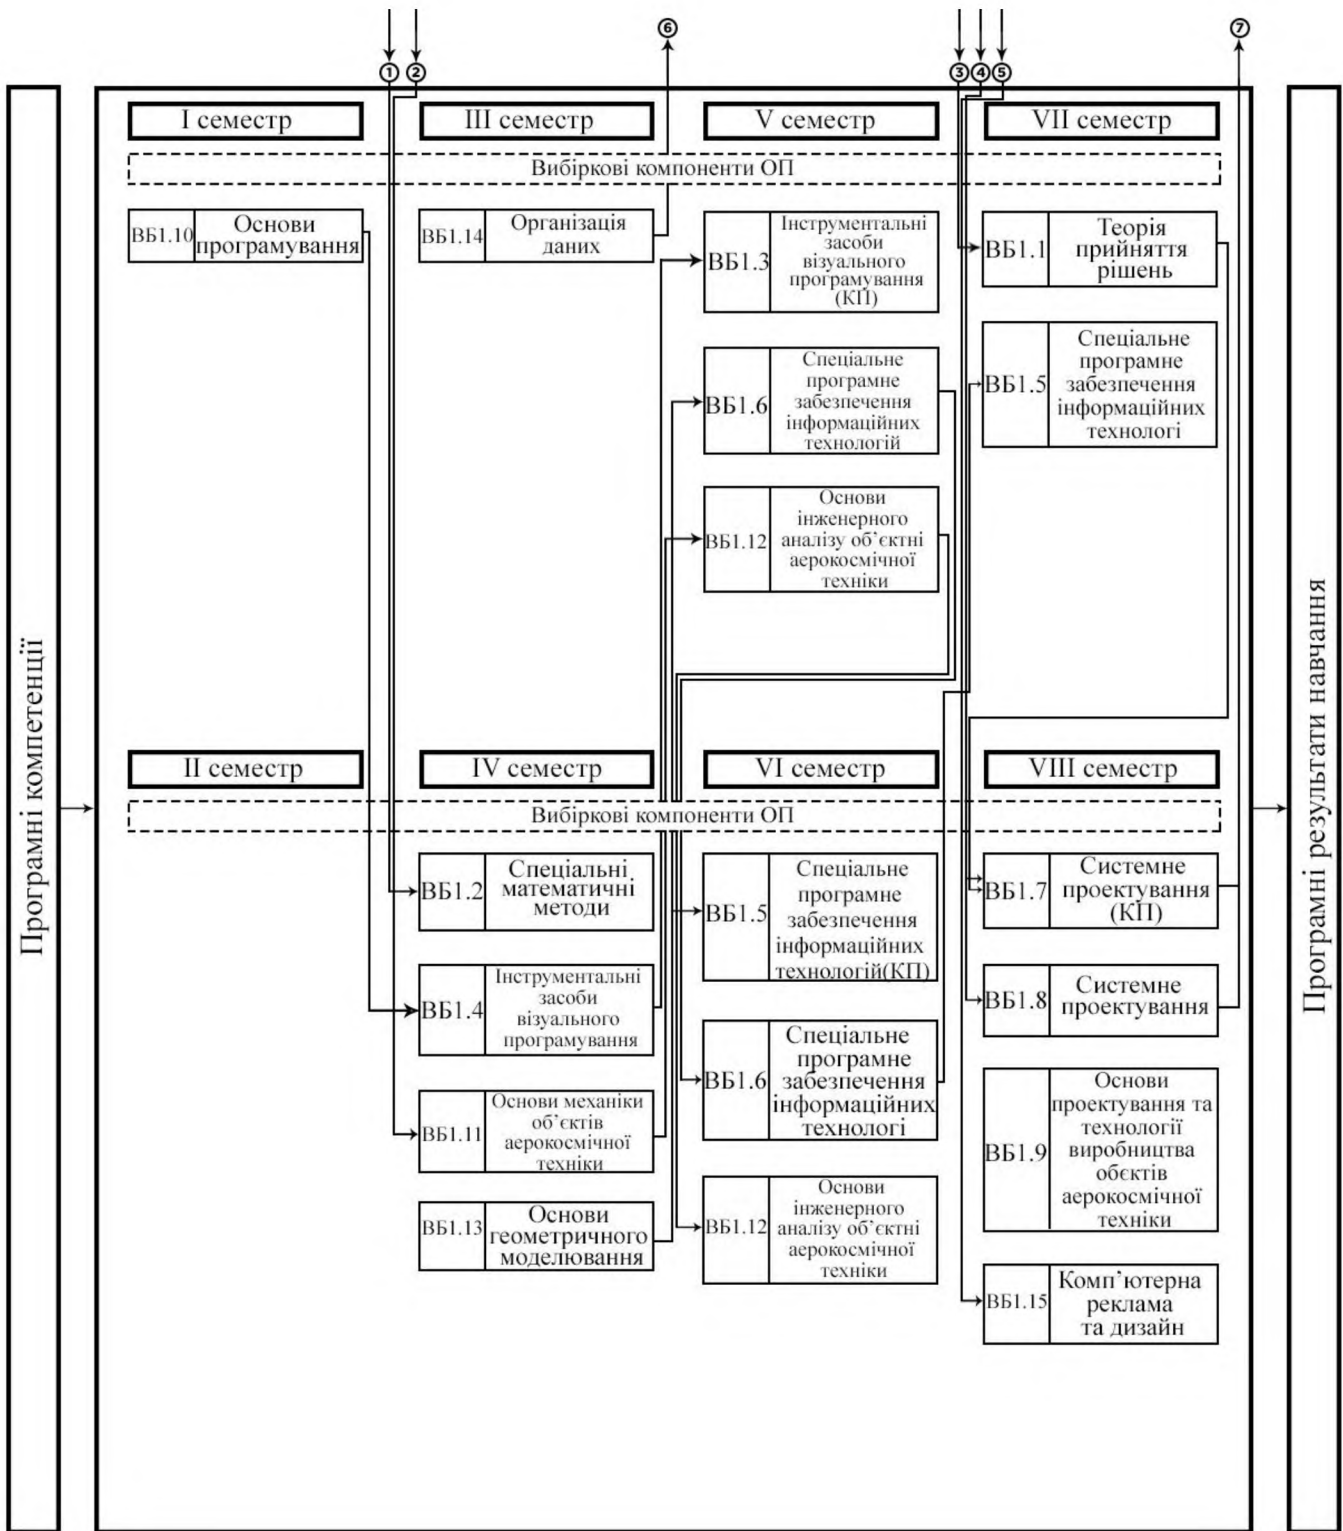 ⑥
⑦
①
②
③
④
⑤
Програмні компетенції
I семестр
III семестр
V семестр
VII семестр
Вибіркові компоненти ОП
ВБ1.10
Основи
програмування
ВБ1.14
Організація
даних
ВБ1.3
Інструментальні
засоби
візуального
програмування
(КП)
ВБ1.1
Теорія
прийняття
рішень
ВБ1.6
Спеціальне
програмне
забезпечення
інформаційних
технологій
ВБ1.5
Спеціальне
програмне
забезпечення
інформаційних
технологі
ВБ1.12
Основи
інженерного
аналізу об’єктні
аерокосмічної
техніки
II семестр
IV семестр
VI семестр
VIII семестр
Вибіркові компоненти ОП
ВБ1.2
Спеціальні
математичні
методи
ВБ1.5
Спеціальне
програмне
забезпечення
інформаційних
технологій(КП)
ВБ1.7
Системне
проектування
(КП)
ВБ1.4
Інструментальні
засоби
візуального
програмування
ВБ1.8
Системне
проектування
ВБ1.6
Спеціальне
програмне
забезпечення
інформаційних
технологі
ВБ1.11
Основи механіки
об’єктів
аерокосмічної
техніки
ВБ1.9
Основи
проектування та
технології
виробництва
обєктів
аерокосмічної
техніки
ВБ1.13
Основи
геометричного
моделювання
ВБ1.12
Основи
інженерного
аналізу об’єктні
аерокосмічної
техніки
ВБ1.15
Комп’ютерна
реклама
та дизайн
Програмні результати навчання